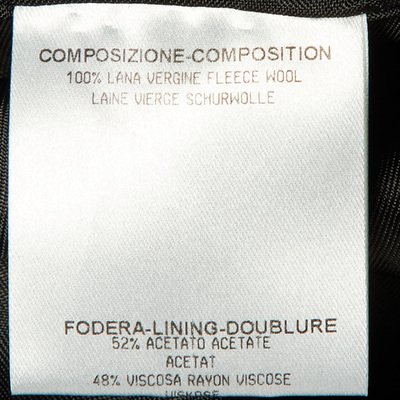 COMPOSIZIONE-COMPOSITION
100% LANA VERGINE FLEECE WOOL
LAINE VIERGE SCHURWOLLE
FODERA-LINING-DOUBLURE
52% ACETATO ACETATE
ACETAT
48% VISCOSA RAYON VISCOSE
VISKOSE